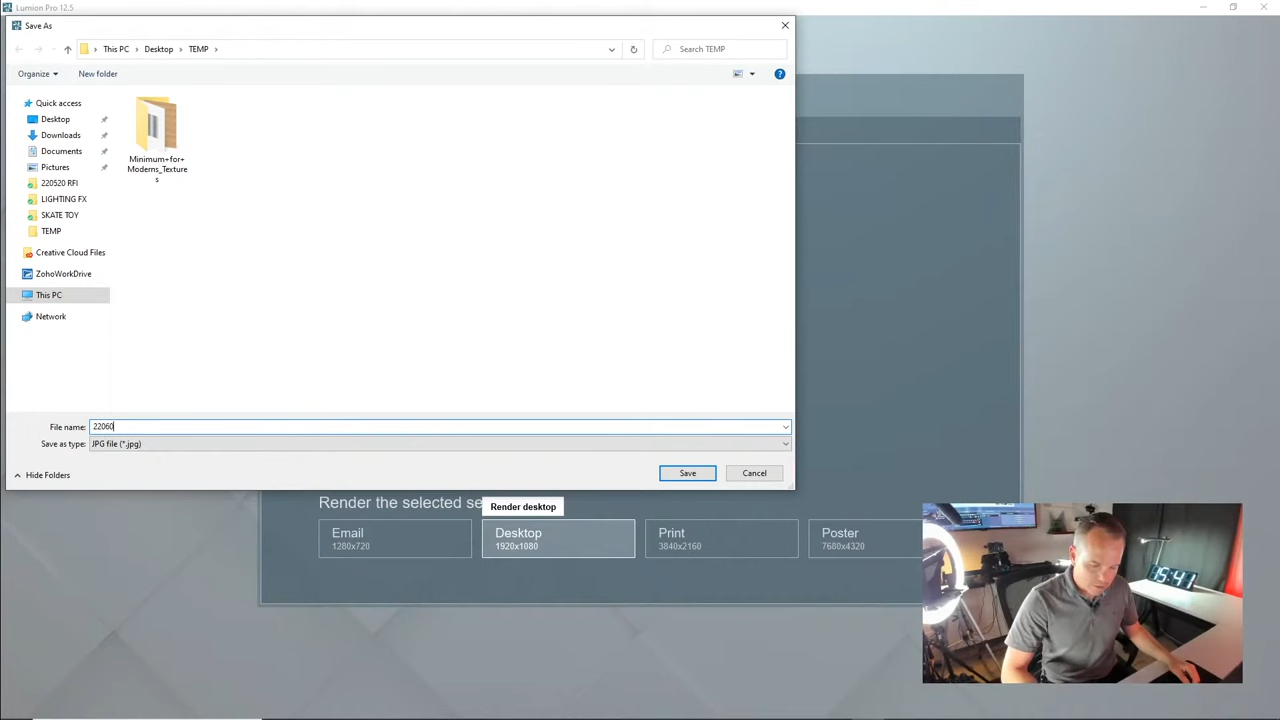 Lumion Pro 12.5
Save As
This PC
Desktop
TEMP
Search TEMP
Organize
New folder
Quick access
Desktop
Downloads
Documents
Pictures
220520 RFI
LIGHTING FX
SKATE TOY
TEMP
Creative Cloud Files
ZohoWorkDrive
This PC
Network
Minimum+for+
Moderns_Texture
s
File name: 22060
Save as type: JPG file (*.jpg)
Hide Folders
Save
Cancel
Render the selected se
Render desktop
Email
1280x720
Desktop
1920x1080
Print
3840x2160
Poster
7680x4320
15:41